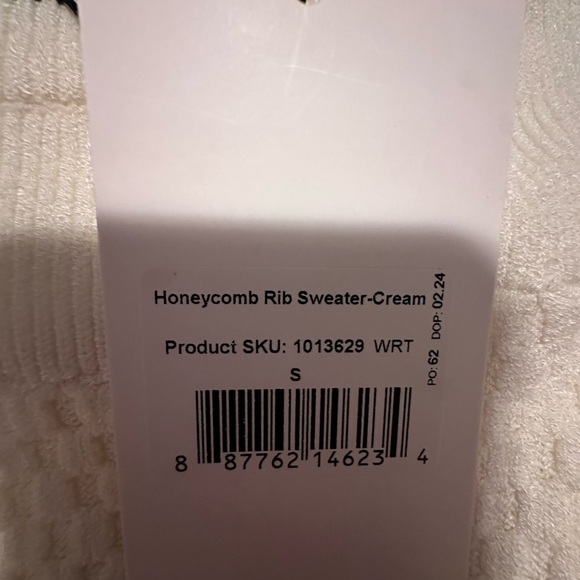 Honeycomb Rib Sweater-Cream
Product SKU: 1013629 WRT
S
8 87762 14623 4
PO: 62 DOP: 02.24